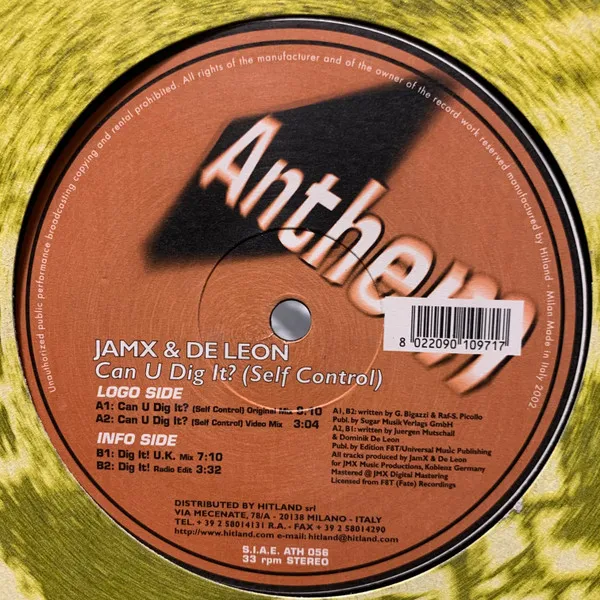 Unauthorized public performance broadcasting copying and rental prohibited. All rights of the manufacturer and of the owner of the record work reserved manufactured by Hitland - Milan Made in Italy 2002
Anthem
8 022090 109717
JAMX & DE LEON
Can U Dig It? (Self Control)
LOGO SIDE
A1: Can U Dig It? (Self Control) Original Mix 8:10
A2: Can U Dig It? (Self Control) Video Mix 3:04
INFO SIDE
B1: Dig It! U.K. Mix 7:10
B2: Dig It! Radio Edit 3:32
A1, B2: written by G. Bigazzi & Raf-S. Picollo
Publ. by Sugar MusikVerlags GmbH
A2, B1: written by Juergen Mutschall
& Dominik De Leon
Publ. by Edition F8T/Universal Music Publishing
All tracks produced by JamX & De Leon
for JMX Music Productions, Koblenz Germany
Mastered @ JMX Digital Mastering
Licensed from F8T (Fate) Recordings
DISTRIBUTED BY HITLAND srl
VIA MECENATE, 78/A - 20138 MILANO - ITALY
TEL. + 39 2 58014131 R.A. - FAX + 39 2 58014290
http://www.hitland.com e-mail: hitland@hitland.com
S.I.A.E. ATH 056
33 rpm STEREO